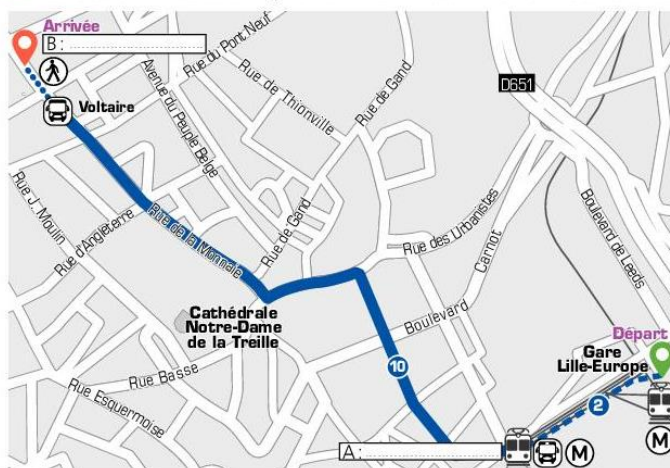 Arrivée
B : ....................
Voltaire
Rue du Pont Neuf
Avenue du Peuple Belge
Rue de Thionville
Rue de Gand
D651
Rue J. Moulin
Rue d'Angleterre
Rue de la Monnaie
Rue de Gand
Rue des Urbanistes
Boulevard de Leeds
Boulevard
Carnot
Cathédrale
Notre-Dame
de la Treille
Départ
Gare
Lille-Europe
Rue Basse
Rue Esquermoise
10
2
A : ....................
M
M